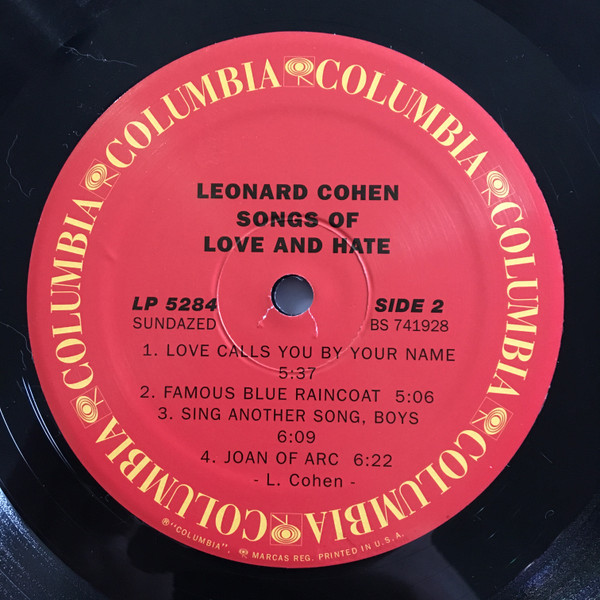 COLUMBIA COLUMBIA COLUMBIA COLUMBIA COLUMBIA COLUMBIA COLUMBIA COLUMBIA
LEONARD COHEN
SONGS OF
LOVE AND HATE
LP 5284 SIDE 2
SUNDAZED BS 741928
1. LOVE CALLS YOU BY YOUR NAME
5:37
2. FAMOUS BLUE RAINCOAT 5:06
3. SING ANOTHER SONG, BOYS
6:09
4. JOAN OF ARC 6:22
- L. Cohen -
®"COLUMBIA". MARCAS REG. PRINTED IN U.S.A.